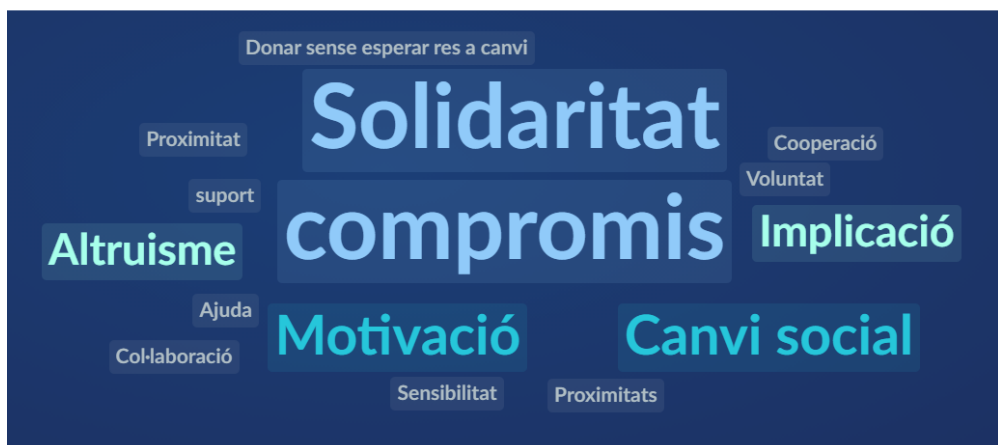 Donar sense esperar res a canvi
Solidaritat
Proximitat
Cooperació
Voluntat
suport
compromis
Implicació
Altruisme
Ajuda
Motivació
Canvi social
Col·laboració
Sensibilitat
Proximitats